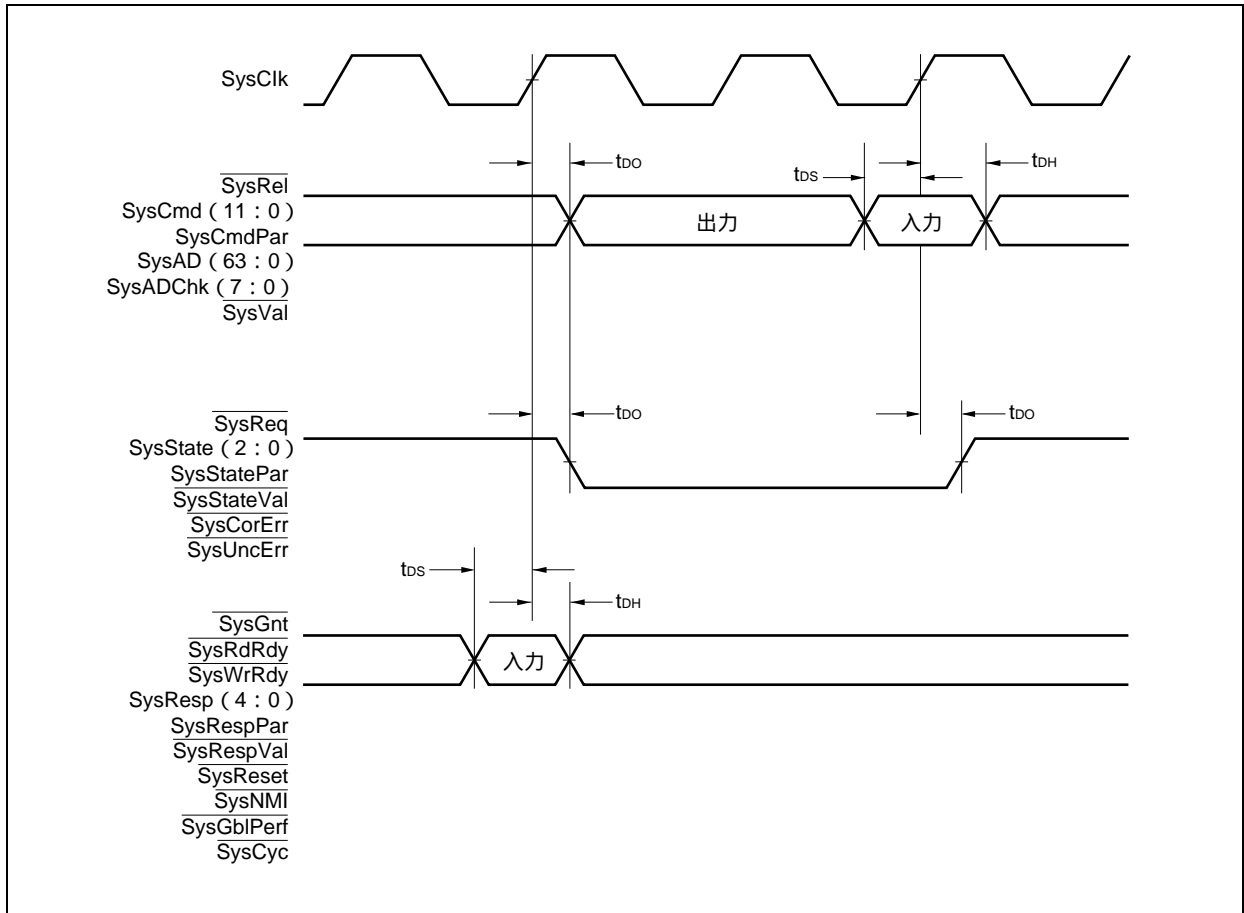 SysClk
tDO
tDS
tDH
SysRel
SysCmd ( 11 : 0 )
SysCmdPar
SysAD ( 63 : 0 )
SysADChk ( 7 : 0 )
SysVal
出力
入力
SysReq
SysState ( 2 : 0 )
SysStatePar
SysStateVal
SysCorErr
SysUncErr
tDO
tDO
tDS
tDH
SysGnt
SysRdRdy
SysWrRdy
SysResp ( 4 : 0 )
SysRespPar
SysRespVal
SysReset
SysNMI
SysGblPerf
SysCyc
入力